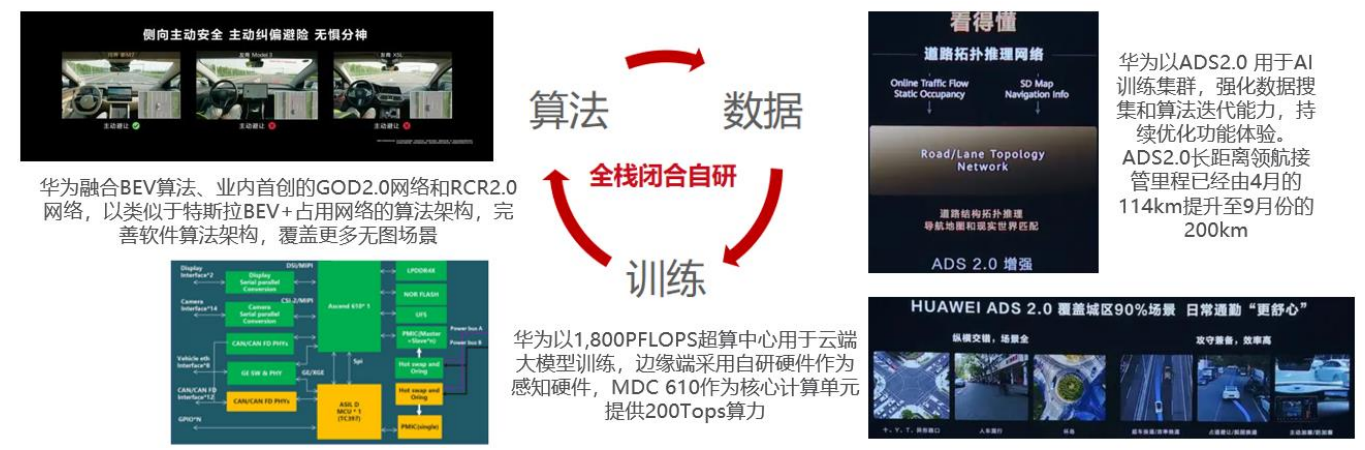 侧向主动安全 主动纠偏避险 无惧分神
主动避让
主动避让
主动避让
华为融合BEV算法、业内首创的GOD2.0网络和RCR2.0
网络，以类似于特斯拉BEV+占用网络的算法架构，完
善软件算法架构，覆盖更多无图场景
Display
Interface*2
DSI/MIPI
Display
Serial parallel
Conversion
Camera
Interface*14
CSI-2/MIPI
Camera
Serial parallel
Conversion
Ascend 610* 1
LPDDR4X
NOR FLASH
UFS
PMIC(Master
+Slave*n)
Power bus A
Power bus B
CAN/CAN FD PHYs
Vehicle eth
Interface*8
GE SW & PHY
GE/XGE
5pi
Hot swap and
Oring
CAN/CAN FD
Interface*12
CAN/CAN FD PHYs
ASIL D
MCU * 1
(TC397)
Hot swap and
Oring
GPIO*N
PMIC(single)
算法
数据
全栈闭合自研
训练
华为以1,800PFLOPS超算中心用于云端
大模型训练，边缘端采用自研硬件作为
感知硬件，MDC 610作为核心计算单元
提供200Tops算力
看得懂
道路拓扑推理网络
Online Traffic Flow
Static Occupancy
SD Map
Navigation Info
Road/Lane Topology
Network
道路结构拓扑推理
导航地图和现实世界匹配
ADS 2.0 增强
华为以ADS2.0 用于AI
训练集群，强化数据搜
集和算法迭代能力，持
续优化功能体验。
ADS2.0长距离领航接
管里程已经由4月的
114km提升至9月份的
200km
HUAWEI ADS 2.0 覆盖城区90%场景 日常通勤“更舒心”
纵横交错，场景全
攻守兼备，效率高
十、Y、T、异形路口
人车混行
环岛